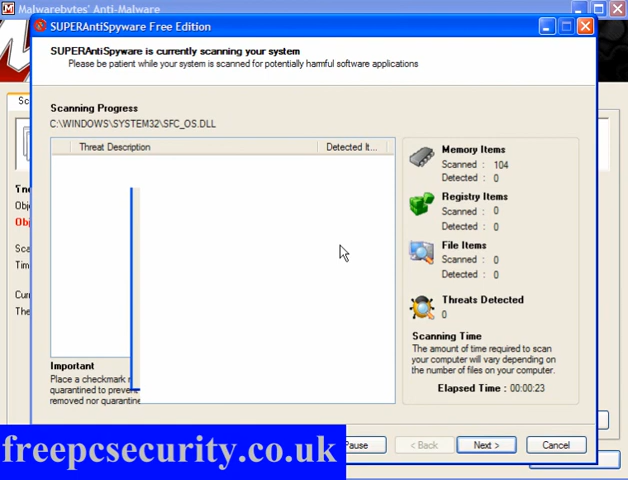 Malwarebytes' Anti-Malware
SUPERAntiSpyware Free Edition
SUPERAntiSpyware is currently scanning your system
Please be patient while your system is scanned for potentially harmful software applications
Scanning Progress
C:\WINDOWS\SYSTEM32\SFC_OS.DLL
Threat Description Detected It...
Memory Items
Scanned : 104
Detected : 0
Registry Items
Scanned : 0
Detected : 0
File Items
Scanned : 0
Detected : 0
Threats Detected
0
Scanning Time
The amount of time required to scan
your computer will vary depending on
the number of files on your computer.
Elapsed Time : 00:00:23
Important
Place a checkmark
quarantined to prevent
removed nor quarantine
Pause < Back Next > Cancel
freepcsecurity.co.uk